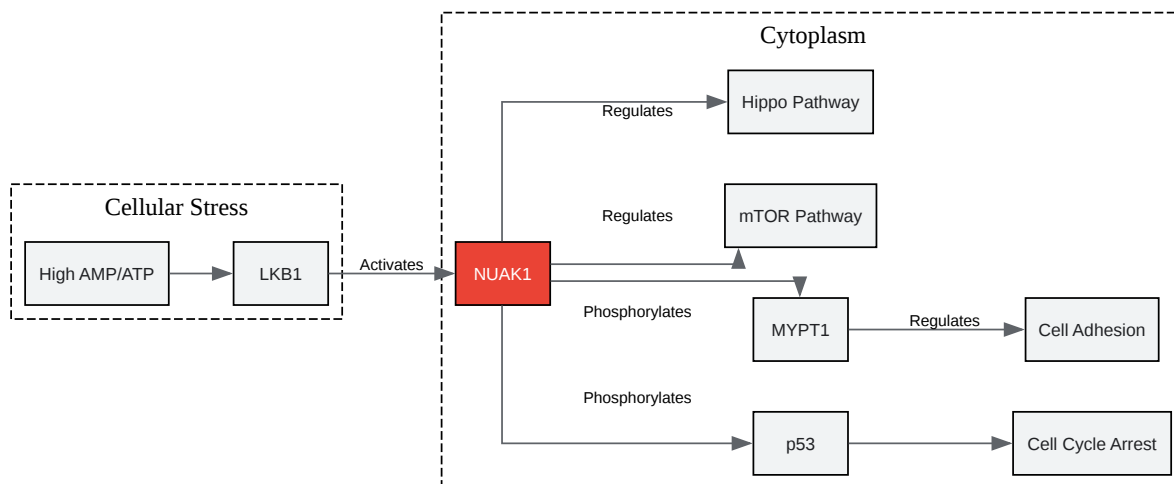 Cytoplasm
Regulates
Hippo Pathway
Cellular Stress
Regulates
mTOR Pathway
High AMP/ATP
LKB1
Activates
NUAK1
Phosphorylates
MYPT1
Regulates
Cell Adhesion
Phosphorylates
p53
Cell Cycle Arrest